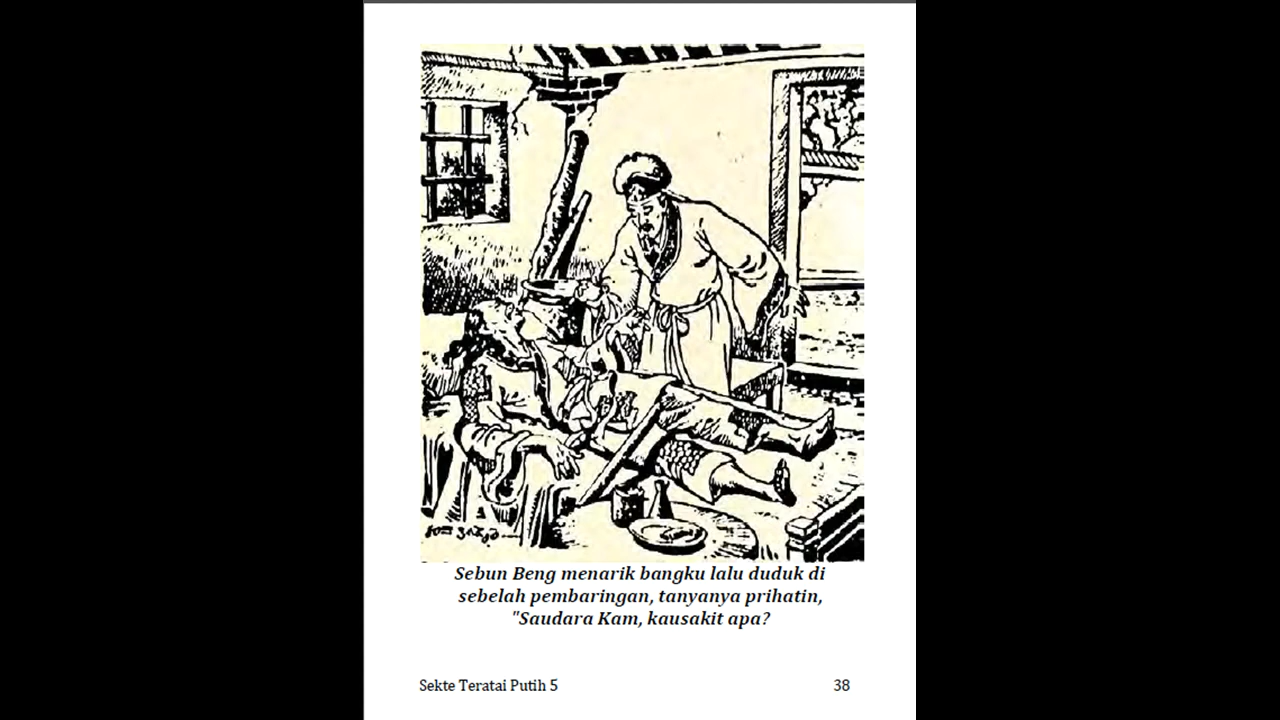 Sebun Beng menarik bangku lalu duduk di
sebelah pembaringan, tanyanya prihatin,
"Saudara Kam, kausakit apa?
Sekte Teratai Putih 5
38